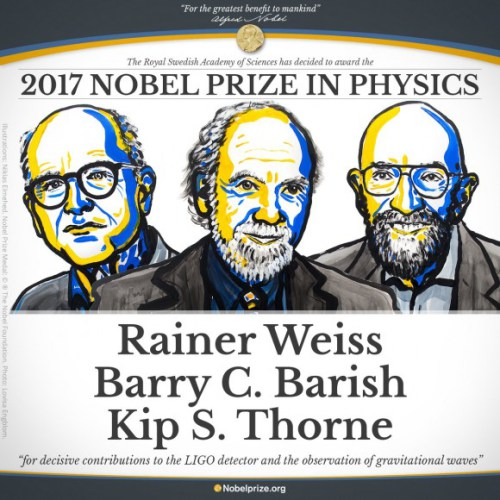 "For the greatest benefit to mankind"
Alfred Nobel
The Royal Swedish Academy of Sciences has decided to award the
2017 NOBEL PRIZE IN PHYSICS
Rainer Weiss
Barry C. Barish
Kip S. Thorne
"for decisive contributions to the LIGO detector and the observation of gravitational waves"
Nobelprize.org
Illustrations: Niklas Elmehed. Nobel Prize Medal: © ® The Nobel Foundation. Photo: Lovisa Engblom.